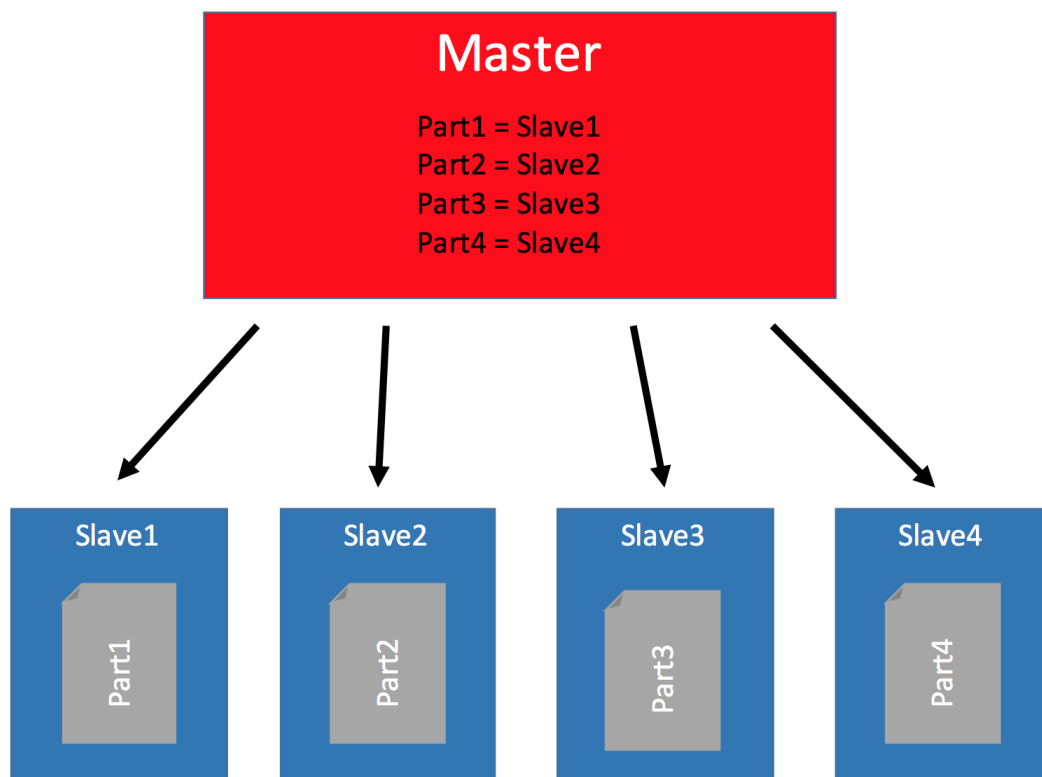 Master
Part1 = Slave1
Part2 = Slave2
Part3 = Slave3
Part4 = Slave4
Slave1
Slave2
Slave3
Slave4
Part1
Part2
Part3
Part4